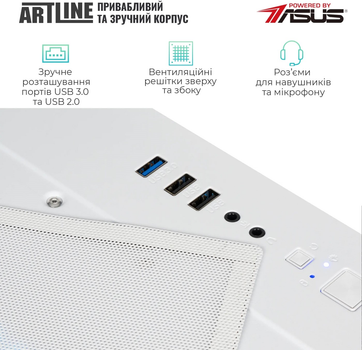 ARTLINE
ПРИВАБЛИВИЙ
ТА ЗРУЧНИЙ КОРПУС
POWERED BY
ASUS
Зручне
розташування
портів USB 3.0
та USB 2.0
Вентиляційні
решітки зверху
та збоку
Роз'єми
для навушників
та мікрофону